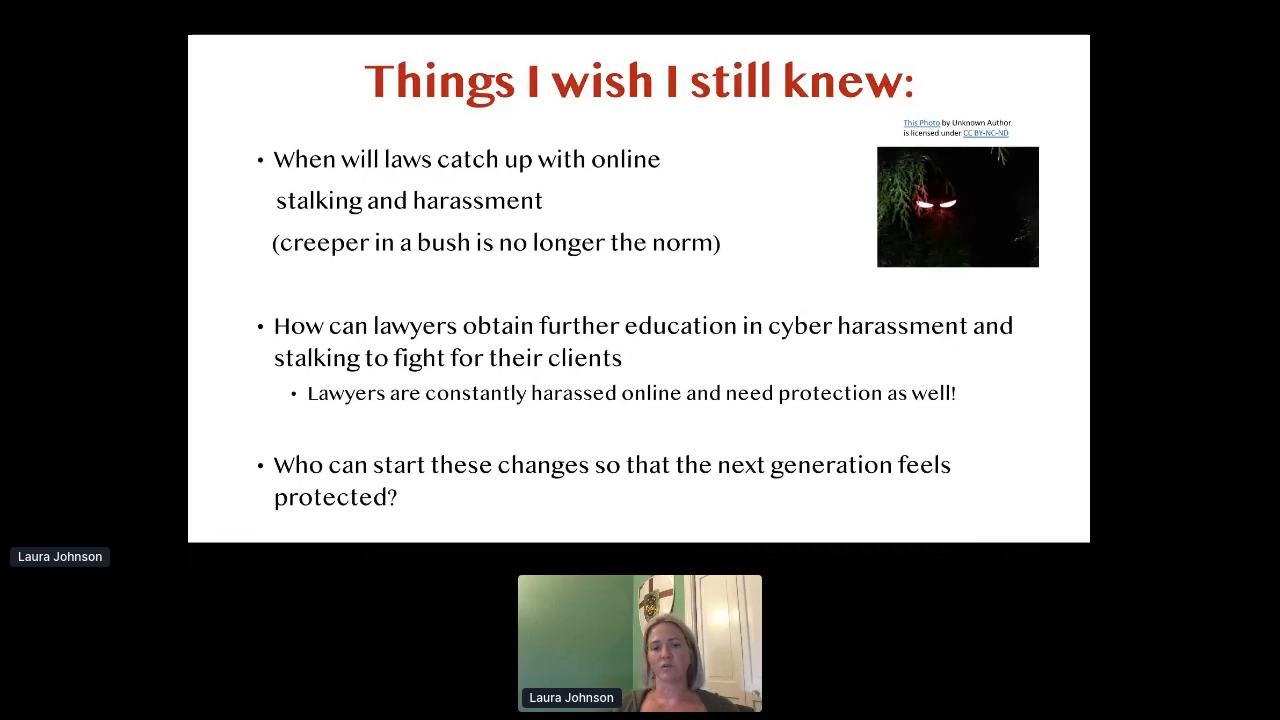 Things I wish I still knew:
This Photo by Unknown Author
is licensed under CC BY-NC-ND
• When will laws catch up with online
stalking and harassment
(creeper in a bush is no longer the norm)
• How can lawyers obtain further education in cyber harassment and
stalking to fight for their clients
• Lawyers are constantly harassed online and need protection as well!
• Who can start these changes so that the next generation feels
protected?
Laura Johnson
Laura Johnson